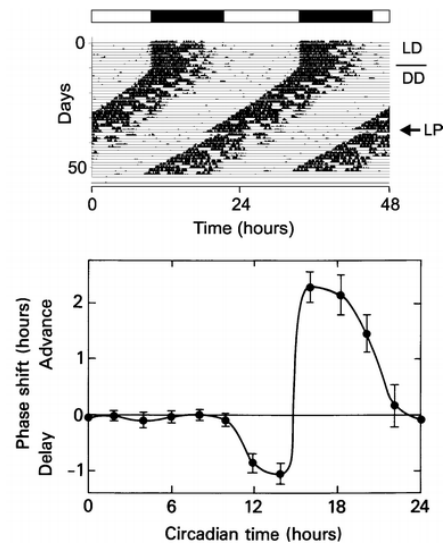 0
LD
DD
Days
LP
50
0 24 48
Time (hours)
Phase shift (hours)
Delay Advance
2
1
0
-1
0 6 12 18 24
Circadian time (hours)